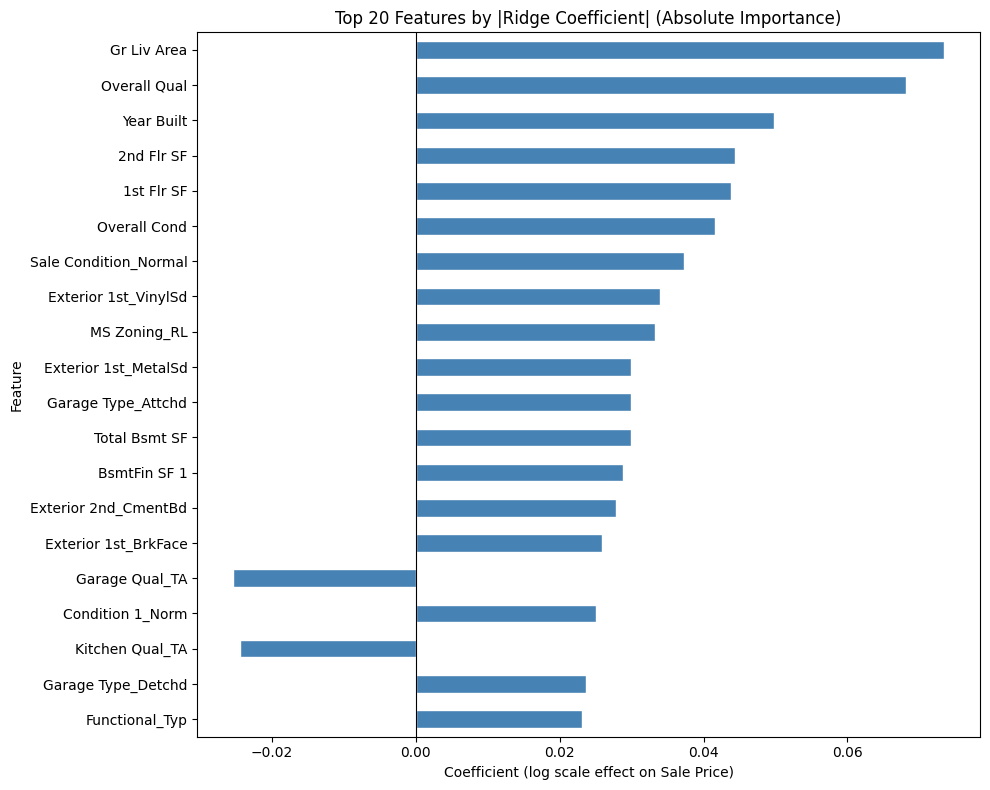 Top 20 Features by |Ridge Coefficient| (Absolute Importance)
Gr Liv Area
Overall Qual
Year Built
2nd Flr SF
1st Flr SF
Overall Cond
Sale Condition_Normal
Exterior 1st_VinylSd
MS Zoning_RL
Exterior 1st_MetalSd
Garage Type_Attchd
Total Bsmt SF
BsmtFin SF 1
Exterior 2nd_CmentBd
Exterior 1st_BrkFace
Garage Qual_TA
Condition 1_Norm
Kitchen Qual_TA
Garage Type_Detchd
Functional_Typ
Feature
−0.02 0.00 0.02 0.04 0.06
Coefficient (log scale effect on Sale Price)